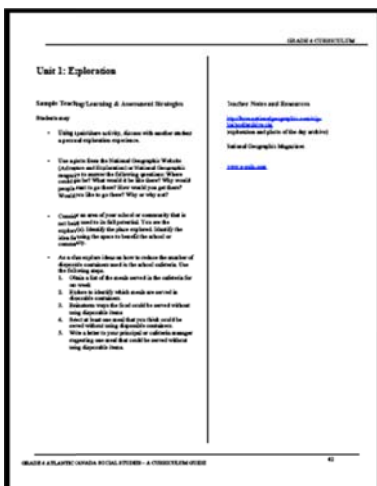 GRADE 4 CURRICULUM
Unit 1: Exploration
Sample Teaching/Learning & Assessment Strategies
Students may
• Using a pair/share activity, discuss with another student
a personal exploration experience.
• Use a photo from the National Geographic Website
(Adventure and Exploration) or National Geographic
magazine to answer the following questions: Where
could this be? What would it be like there? Why would
people want to go there? How would you get there?
Would you like to go there? Why or why not?
• Consider an area of your school or community that is
not being used to its full potential. You are the
explorer(s). Identify the place explored. Identify the
idea for using the space to benefit the school or
community.
• As a class explore ideas on how to reduce the number of
disposable containers used in the school cafeteria. Use
the following steps.
1. Obtain a list of the meals served in the cafeteria for
one week
2. Explore to identify which meals are served in
disposable containers.
3. Brainstorm ways the food could be served without
using disposable items
4. Select at least one meal that you think could be
served without using disposable containers.
5. Write a letter to your principal or cafeteria manager
regarding one meal that could be served without
using disposable items.
Teacher Notes and Resources
(exploration and photo of the day archive)
National Geographic Magazines
GRADE 4 ATLANTIC CANADA SOCIAL STUDIES – A CURRICULUM GUIDE